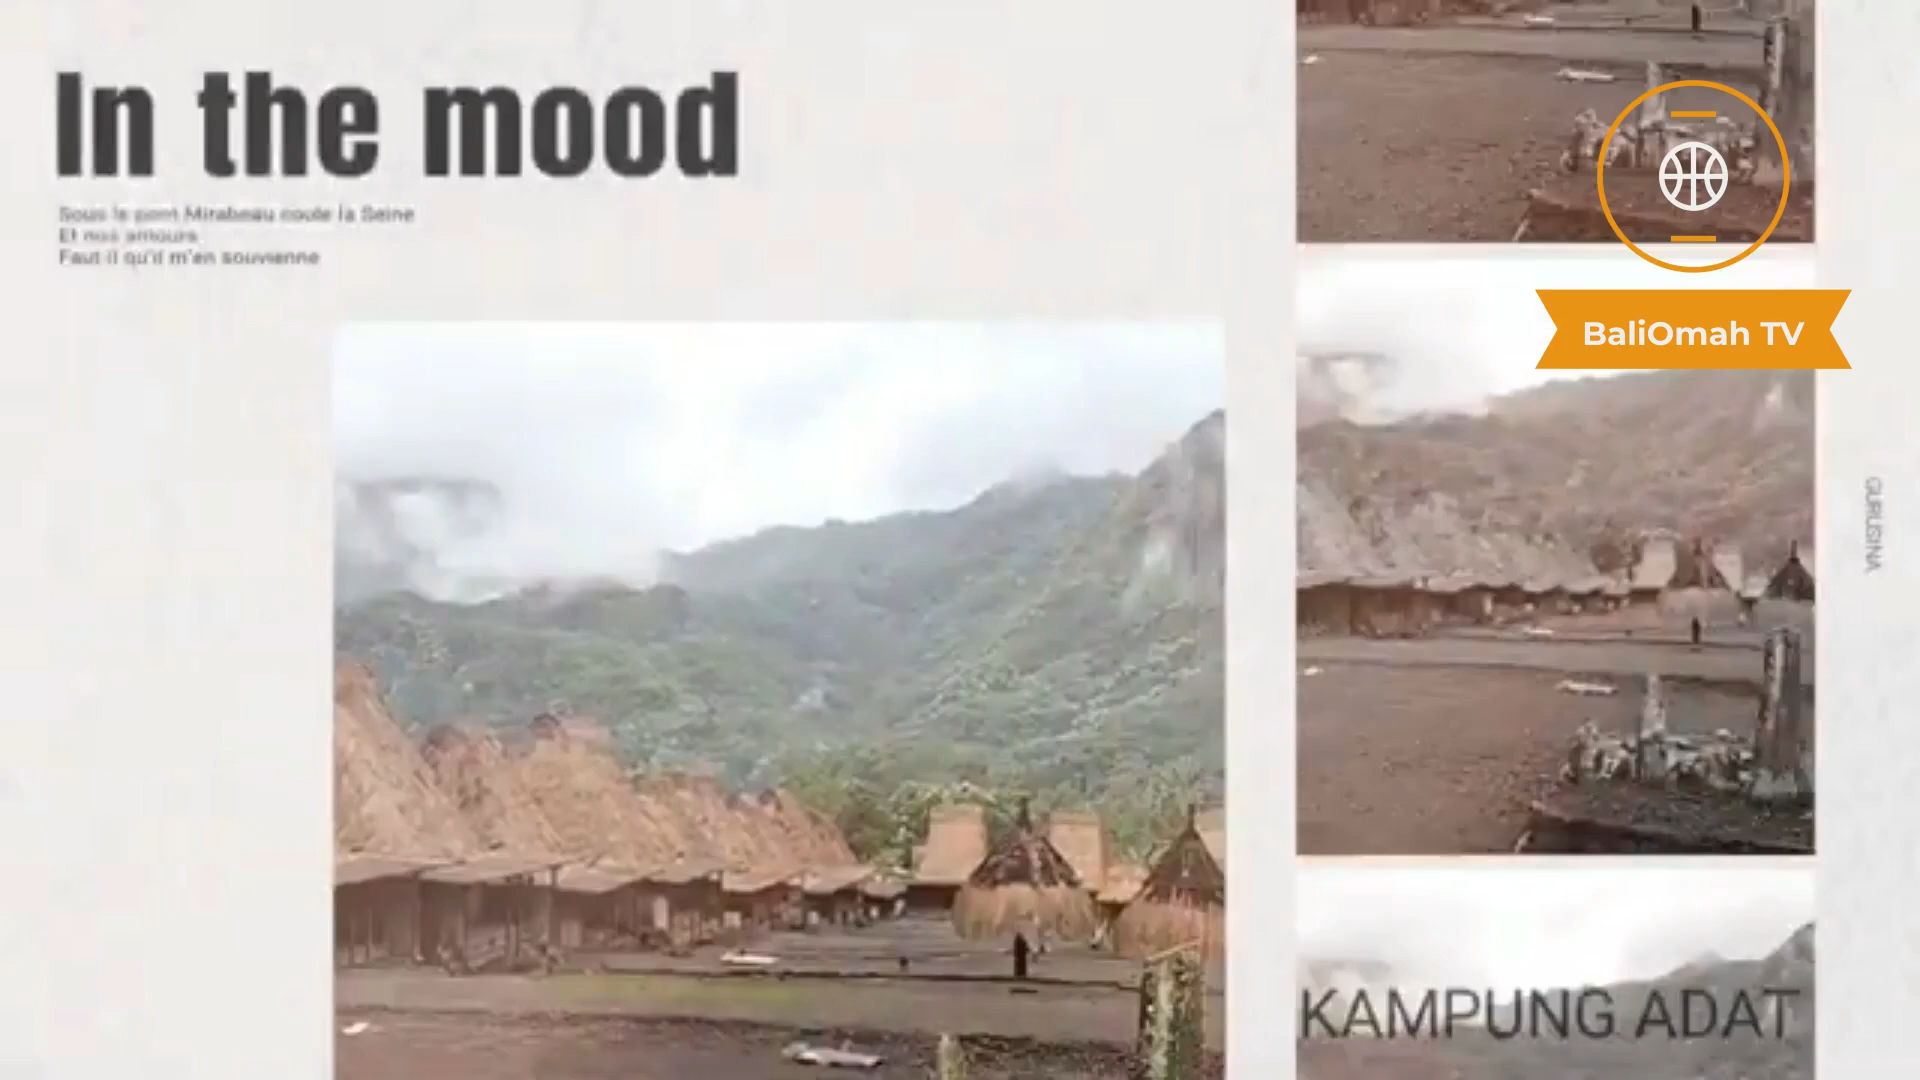 In the mood
Sous le pont Mirabeau coule la Seine
Et nos amours
Faut il qu'il m'en souvienne
BaliOmah TV
GURUSINA
KAMPUNG ADAT